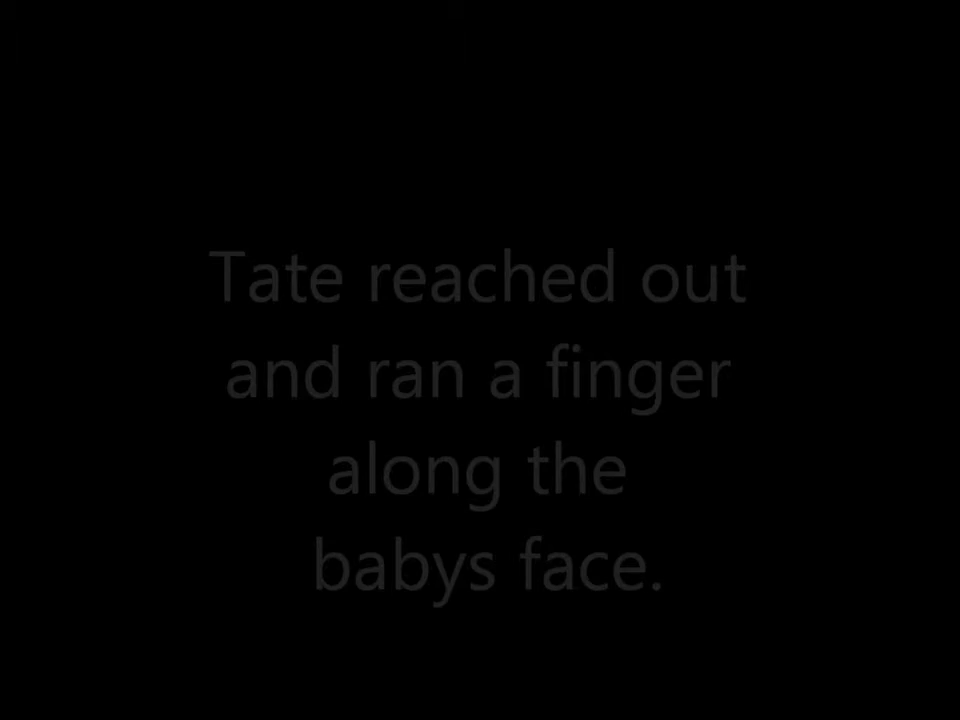 Tate reached out
and ran a finger
along the
babys face.